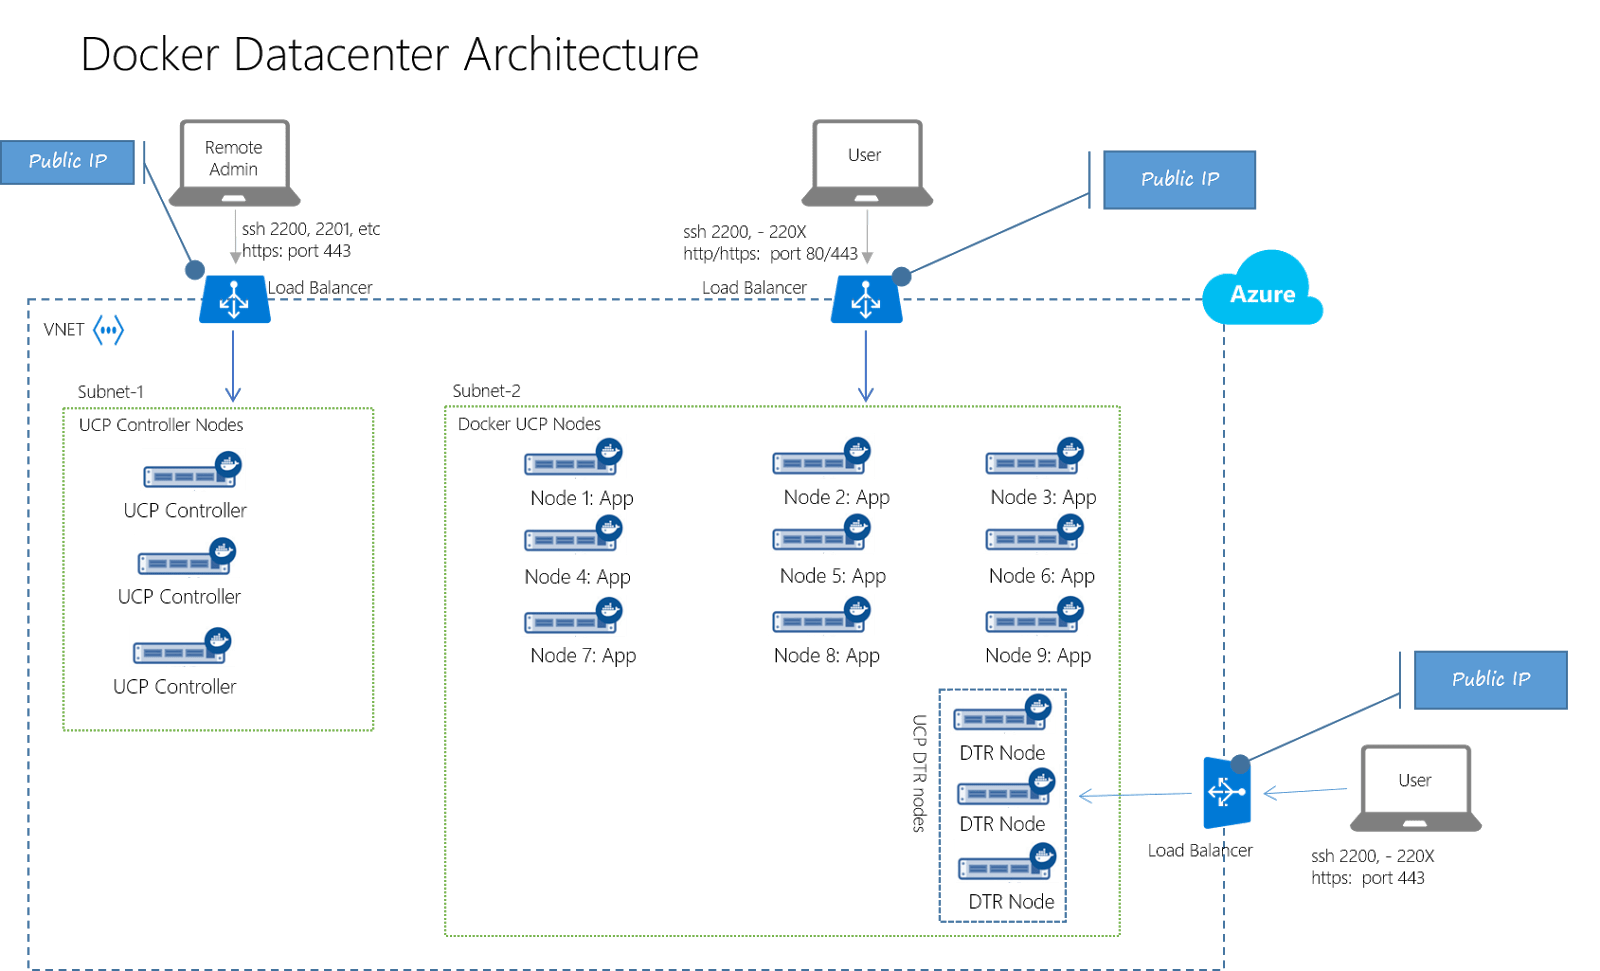 Docker Datacenter Architecture
Public IP
Remote
Admin
ssh 2200, 2201, etc
https: port 443
Load Balancer
User
ssh 2200, - 220X
http/https:  port 80/443
Load Balancer
Public IP
Azure
VNET
Subnet-1
UCP Controller Nodes
UCP Controller
UCP Controller
UCP Controller
Subnet-2
Docker UCP Nodes
Node 1: App
Node 2: App
Node 3: App
Node 4: App
Node 5: App
Node 6: App
Node 7: App
Node 8: App
Node 9: App
UCP DTR nodes
DTR Node
DTR Node
DTR Node
Public IP
User
Load Balancer
ssh 2200, - 220X
https:  port 443